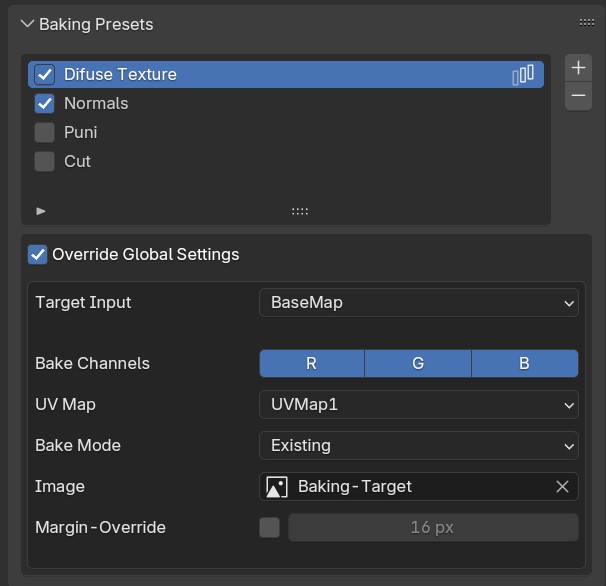 Baking Presets
Difuse Texture
Normals
Puni
Cut
Override Global Settings
Target Input BaseMap
Bake Channels R G B
UV Map UVMap1
Bake Mode Existing
Image Baking-Target
Margin-Override 16 px